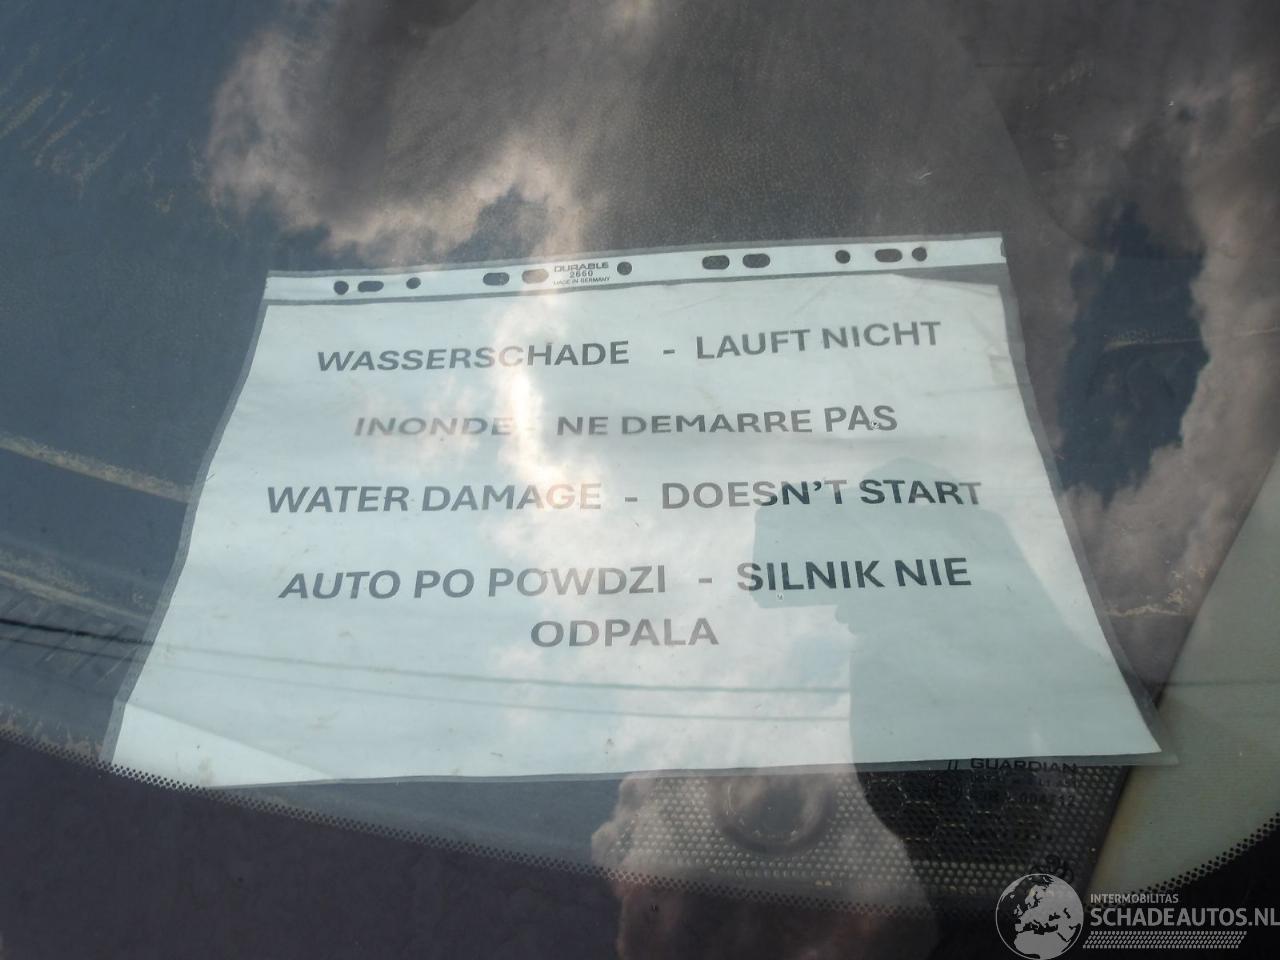 DURABLE
2660
MADE IN GERMANY
WASSERSCHADE - LAUFT NICHT
INONDE - NE DEMARRE PAS
WATER DAMAGE - DOESN'T START
AUTO PO POWDZI - SILNIK NIE
ODPALA
GUARDIAN
INTERMOBILITAS
SCHADEAUTOS.NL